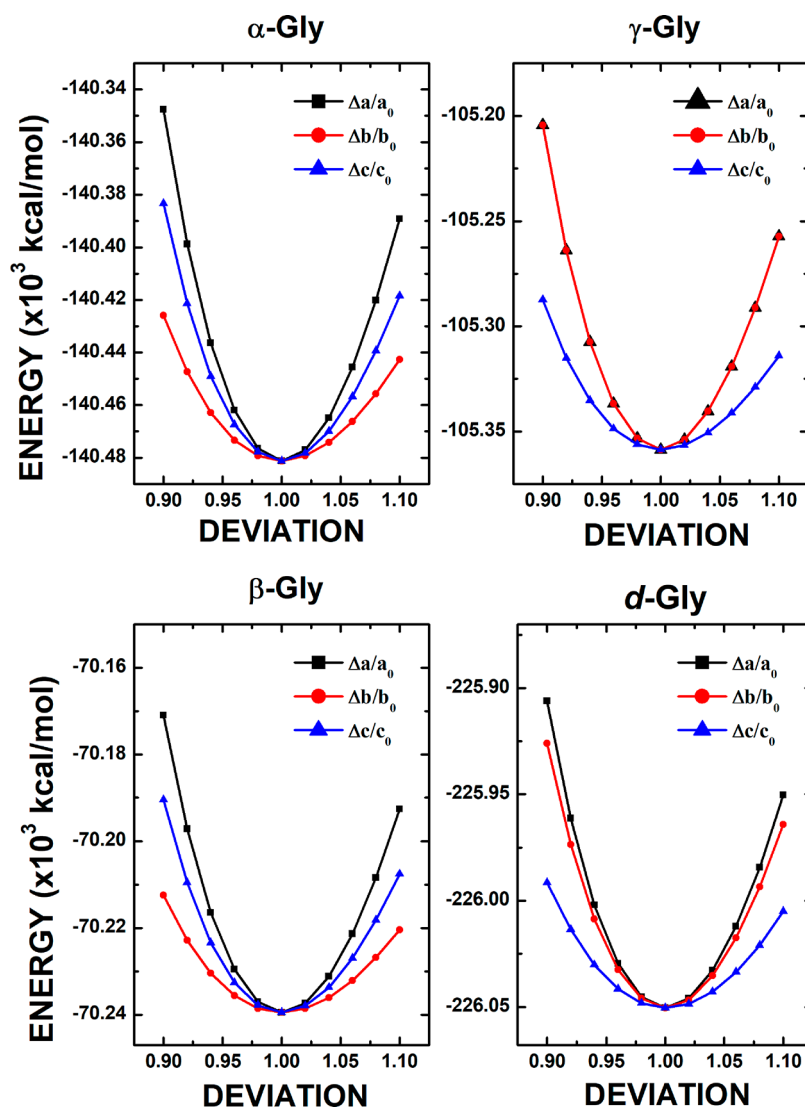 α-Gly
-140.34
-140.36
-140.38
-140.40
-140.42
-140.44
-140.46
-140.48
ENERGY (x10³ kcal/mol)
Δa/a₀
Δb/b₀
Δc/c₀
0.90 0.95 1.00 1.05 1.10
DEVIATION
γ-Gly
-105.20
-105.25
-105.30
-105.35
Δa/a₀
Δb/b₀
Δc/c₀
0.90 0.95 1.00 1.05 1.10
DEVIATION
β-Gly
-70.16
-70.18
-70.20
-70.22
-70.24
ENERGY (x10³ kcal/mol)
Δa/a₀
Δb/b₀
Δc/c₀
0.90 0.95 1.00 1.05 1.10
DEVIATION
d-Gly
-225.90
-225.95
-226.00
-226.05
Δa/a₀
Δb/b₀
Δc/c₀
0.90 0.95 1.00 1.05 1.10
DEVIATION